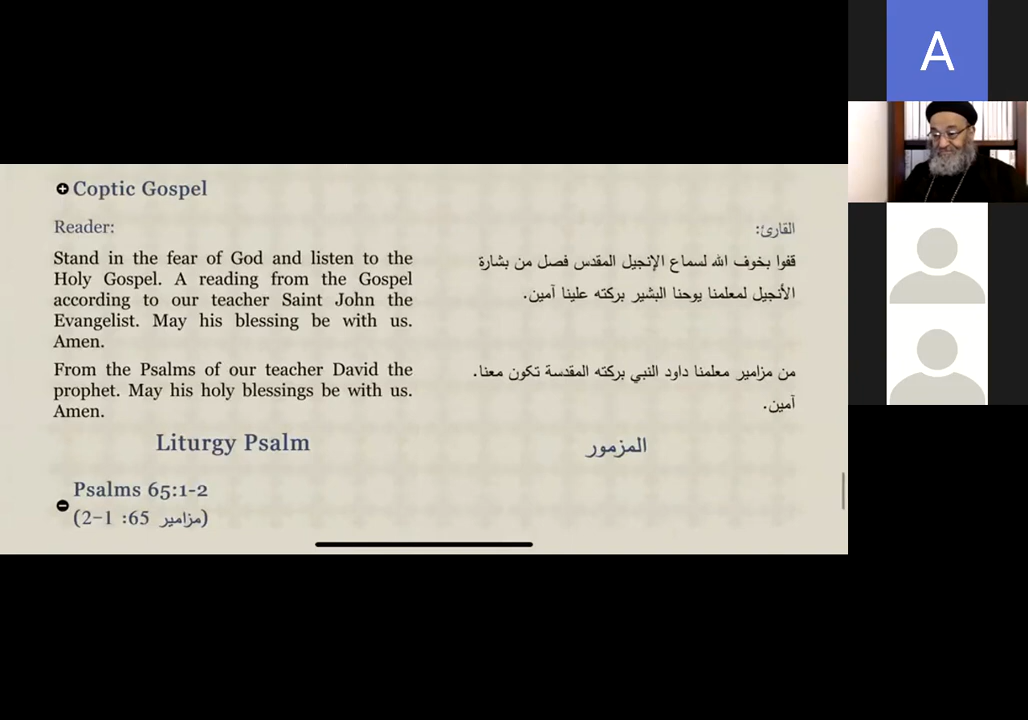 A
Coptic Gospel
Reader:
Stand in the fear of God and listen to the
Holy Gospel. A reading from the Gospel
according to our teacher Saint John the
Evangelist. May his blessing be with us.
Amen.
From the Psalms of our teacher David the
prophet. May his holy blessings be with us.
Amen.
Liturgy Psalm
Psalms 65:1-2
(مزامير 65: 1-2)
القارئ:
قفوا بخوف الله لسماع الإنجيل المقدس فصل من بشارة
الأنجيل لمعلمنا يوحنا البشير بركته علينا آمين.
من مزامير معلمنا داود النبي بركته المقدسة تكون معنا.
آمين.
المزمور